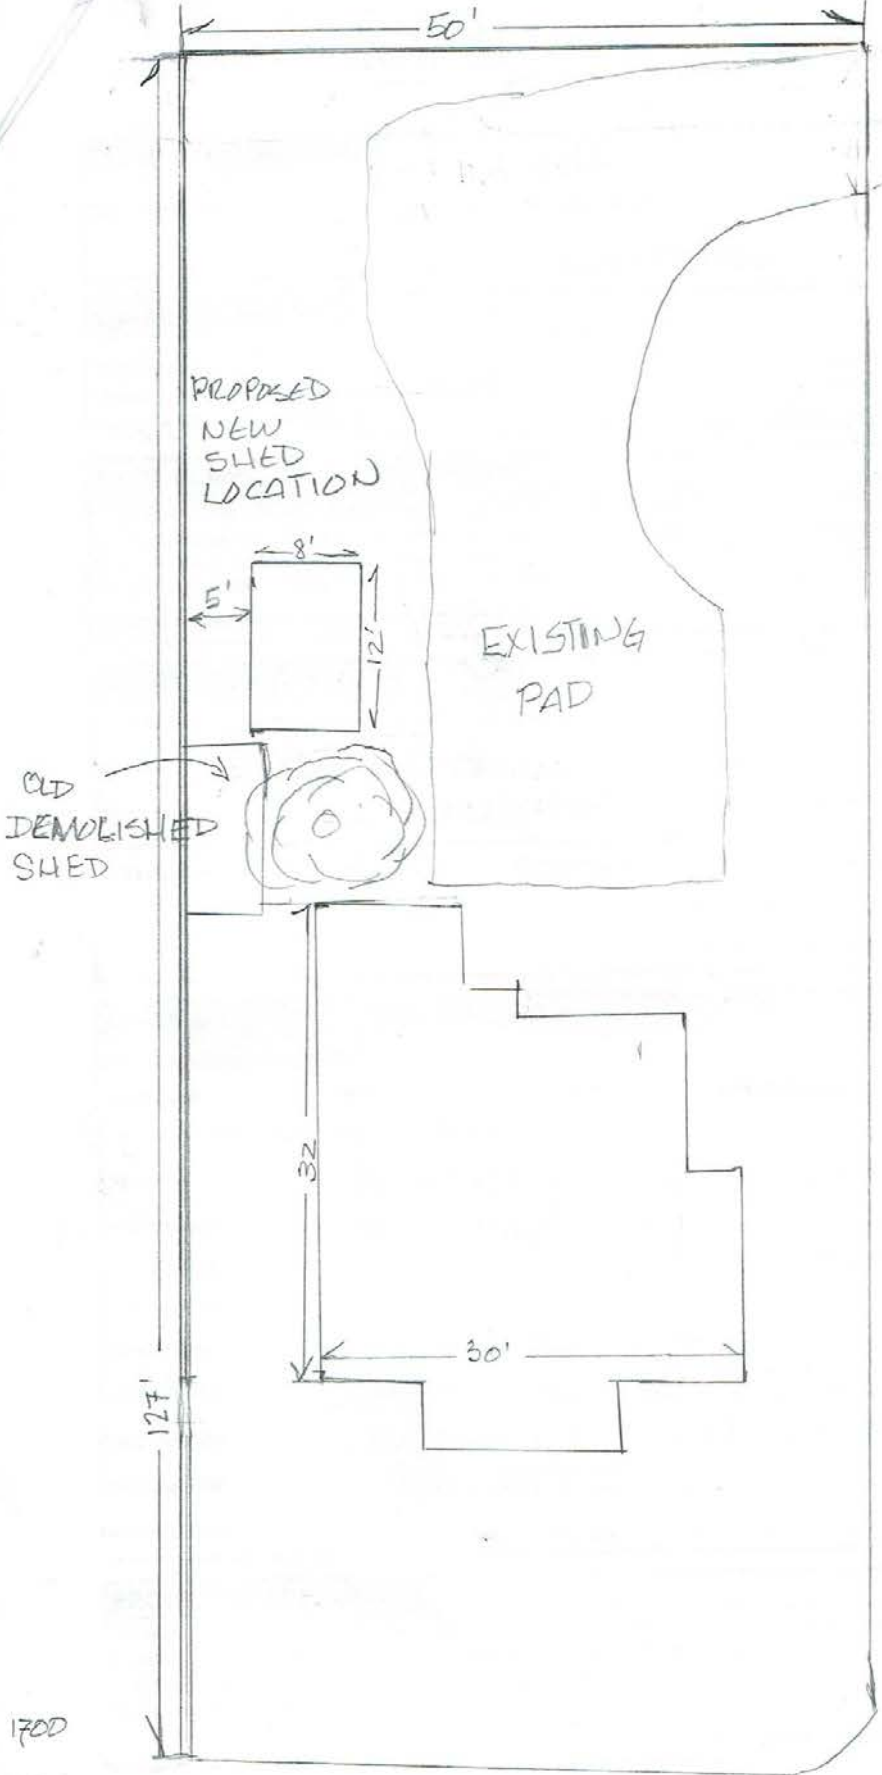 50'
PROPOSED
NEW
SHED
LOCATION
8'
5'
12'
EXISTING
PAD
OLD
DEMOLISHED
SHED
32
30'
127'
1700